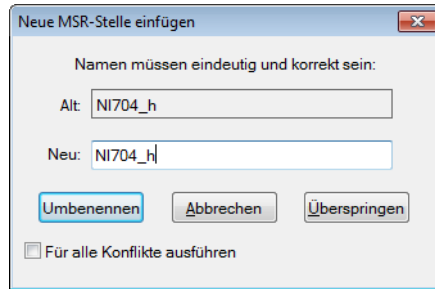 Neue MSR-Stelle einfügen
Namen müssen eindeutig und korrekt sein:
Alt: NI704_h
Neu: NI704_h
Umbenennen Abbrechen Überspringen
Für alle Konflikte ausführen